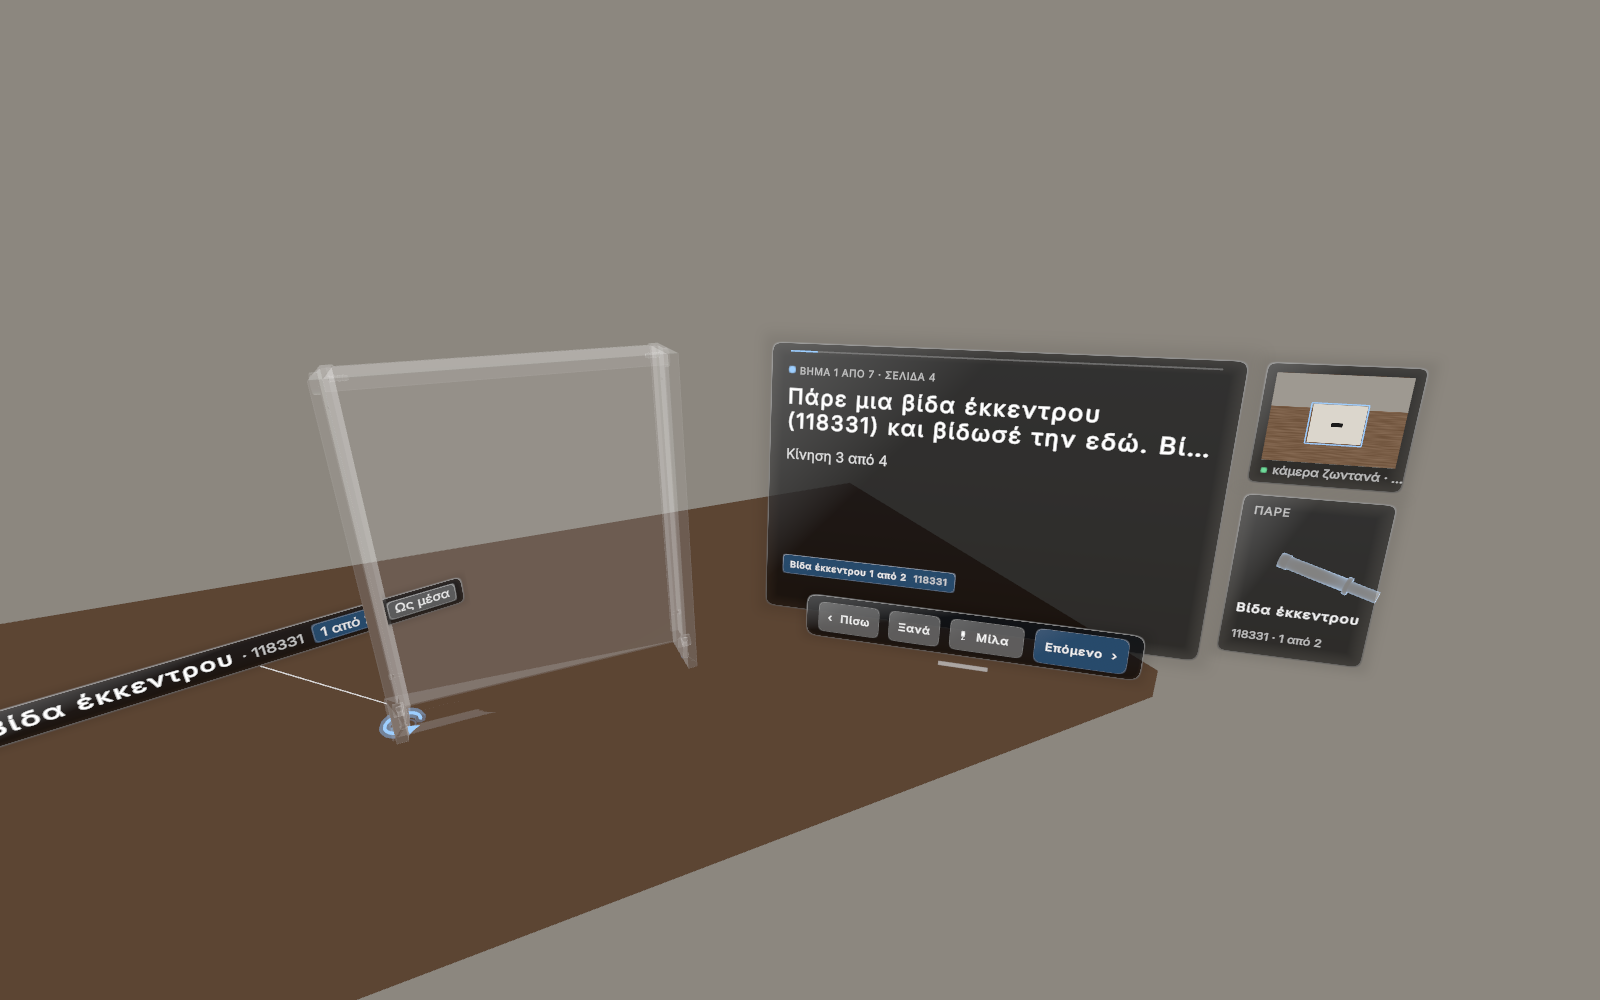 Βίδα έκκεντρου · 118331 1 από
Ως μέσα
ΒΗΜΑ 1 ΑΠΟ 7 · ΣΕΛΙΔΑ 4
Πάρε μια βίδα έκκεντρου
(118331) και βίδωσέ την εδώ. Βί...
Κίνηση 3 από 4
Βίδα έκκεντρου 1 από 2 118331
‹ Πίσω
Ξανά
Μίλα
Επόμενο ›
κάμερα ζωντανά · ...
ΠΑΡΕ
Βίδα έκκεντρου
118331 · 1 από 2